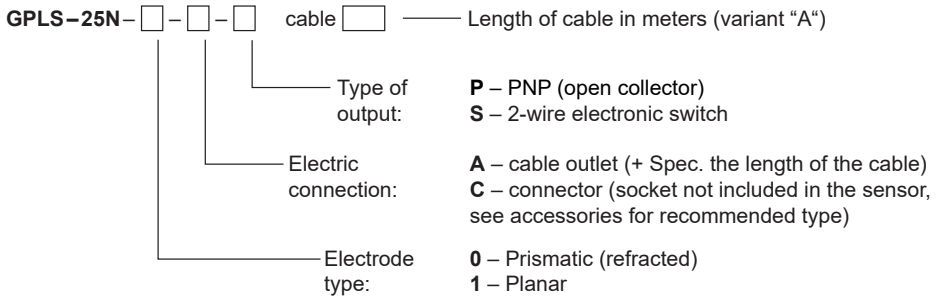 GPLS–25N– – – cable Length of cable in meters (variant “A“)
Type of output:
P – PNP (open collector)
S – 2-wire electronic switch
Electric connection:
A – cable outlet (+ Spec. the length of the cable)
C – connector (socket not included in the sensor,
see accessories for recommended type)
Electrode type:
0 – Prismatic (refracted)
1 – Planar